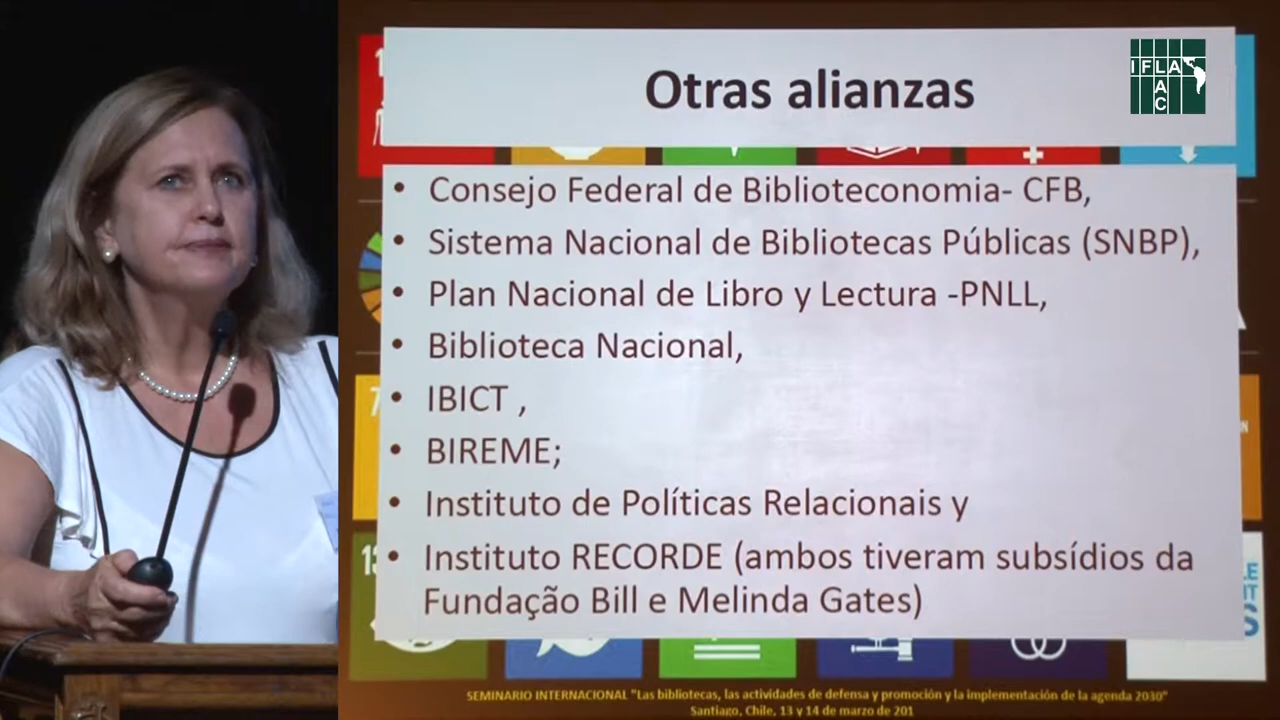 Otras alianzas
IFLA
LAC
• Consejo Federal de Biblioteconomia- CFB,
• Sistema Nacional de Bibliotecas Públicas (SNBP),
• Plan Nacional de Libro y Lectura -PNLL,
• Biblioteca Nacional,
• IBICT ,
• BIREME;
• Instituto de Políticas Relacionais y
• Instituto RECORDE (ambos tiveram subsídios da
Fundação Bill e Melinda Gates)
SEMINARIO INTERNACIONAL "Las bibliotecas, las actividades de defensa y promoción y la implementación de la agenda 2030"
Santiago, Chile, 13 y 14 de marzo de 201